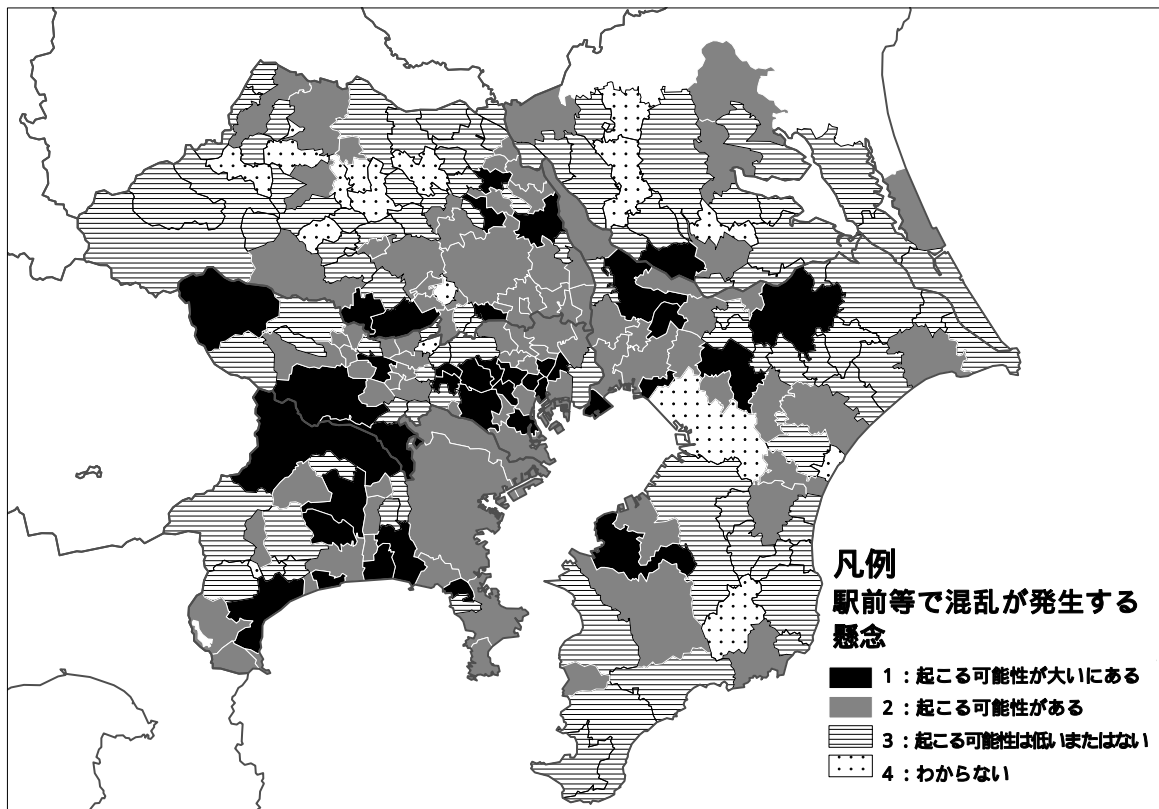 凡例
駅前等で混乱が発生する
懸念
1:起こる可能性が大いにある
2:起こる可能性がある
3:起こる可能性は低いまたはない
4:わからない